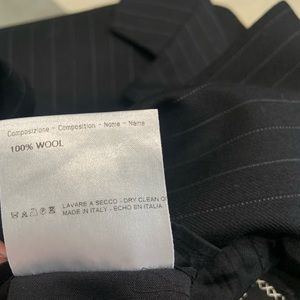 Composizione - Composition - Nome - Name
100% WOOL
LAVARE A SECCO - DRY CLEAN O
MADE IN ITALY - ECHO EN ITALIA